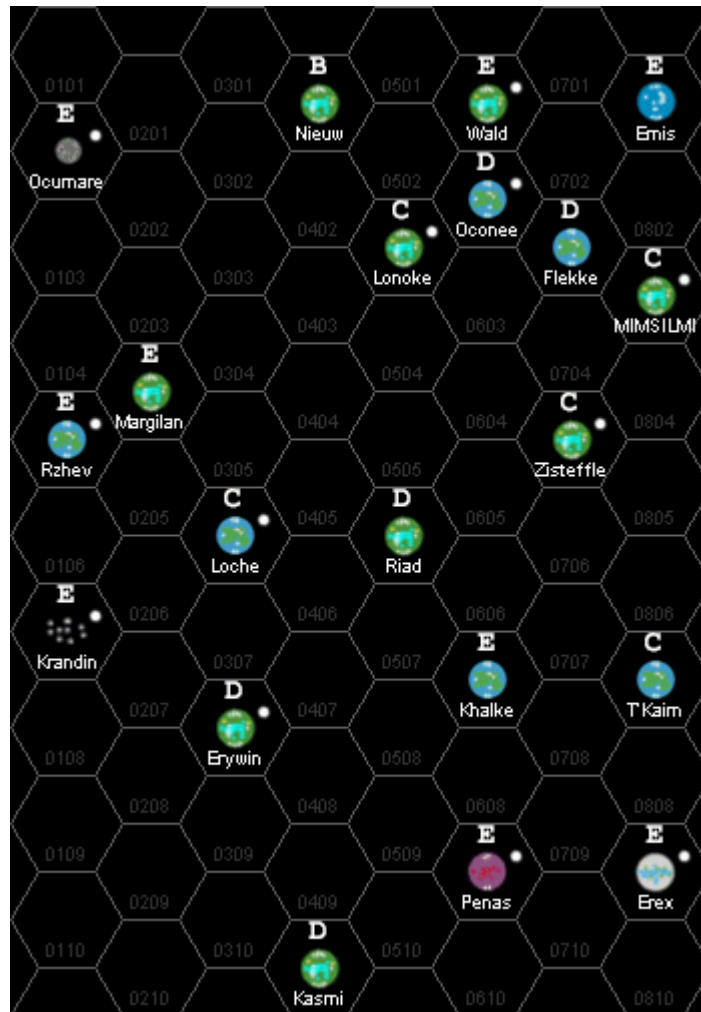 B E E
0101 0301 0501 0701
E
0201 Nieuw Wald Emis
D
Ocumare 0302 0502 0702
C D
0202 0402 Oconee 0802
C
0103 0303 Lonoke Flekke
0203 0403 0603 MIMSILMI
E
0104 0304 0504 0704
E C
Margilan 0404 0604 0804
Rzhev 0305 0505 Zisteffle
C D
0205 0405 0605 0805
0106 Loche Riad 0706
E
0206 0406 0606 0806
E C
Krandin 0307 0507 0707
D
0207 0407 Khalke T'Kaim
0108 Erywin 0508 0708
0208 0408 0608 0808
E E
0109 0309 0509 0709
0209 0409 Penas Erex
D
0110 0310 0510 0710
0210 Kasmi 0610 0810